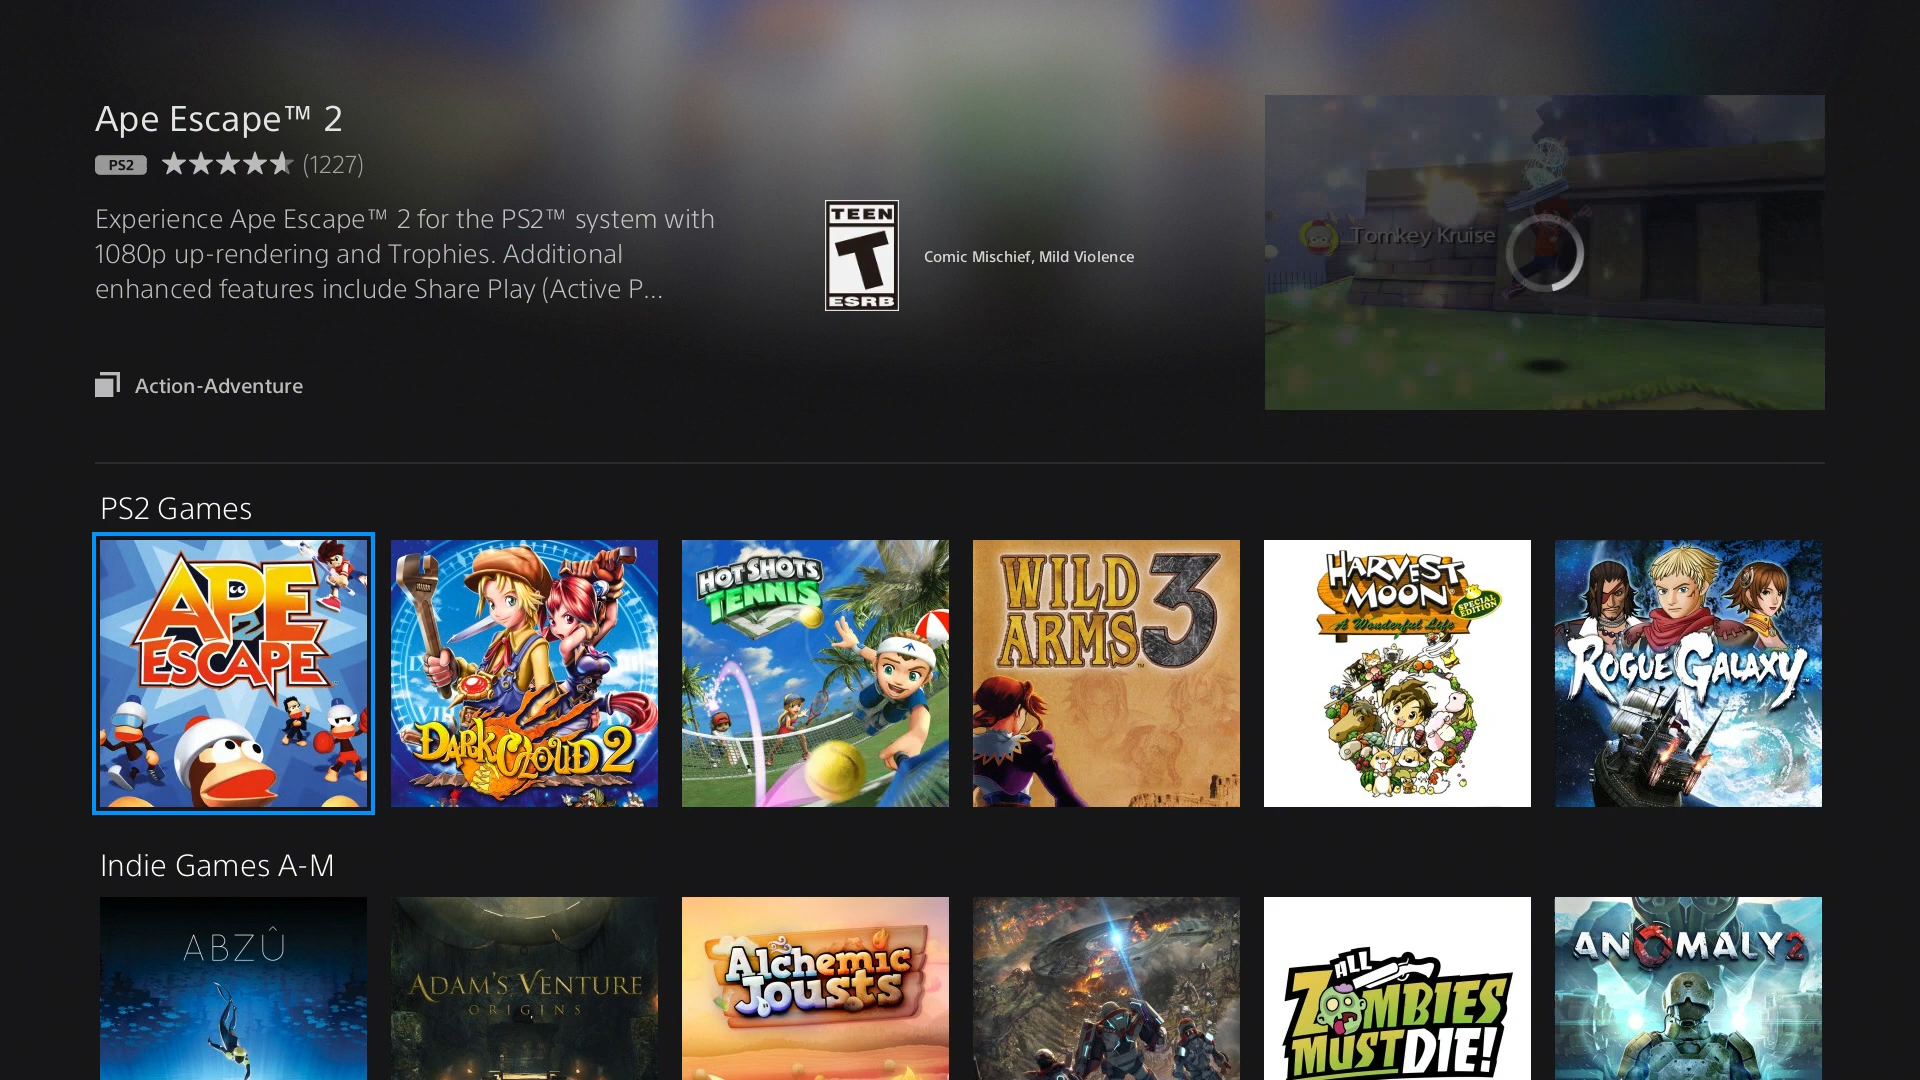 Ape Escape™ 2
PS2 (1227)
Experience Ape Escape™ 2 for the PS2™ system with
1080p up-rendering and Trophies. Additional
enhanced features include Share Play (Active P...
TEEN
T
ESRB
Comic Mischief, Mild Violence
Tomkey Kruise
Action-Adventure
PS2 Games
APE
2
ESCAPE
DARK CLOUD 2
HOT SHOTS
TENNIS
WILD
ARMS 3
HARVEST
MOON
SPECIAL
EDITION
A Wonderful Life
ROGUE GALAXY
Indie Games A-M
ABZÛ
ADAM'S VENTURE
ORIGINS
Alchemic
Jousts
ALL
ZOMBIES
MUST DIE!
ANOMALY 2